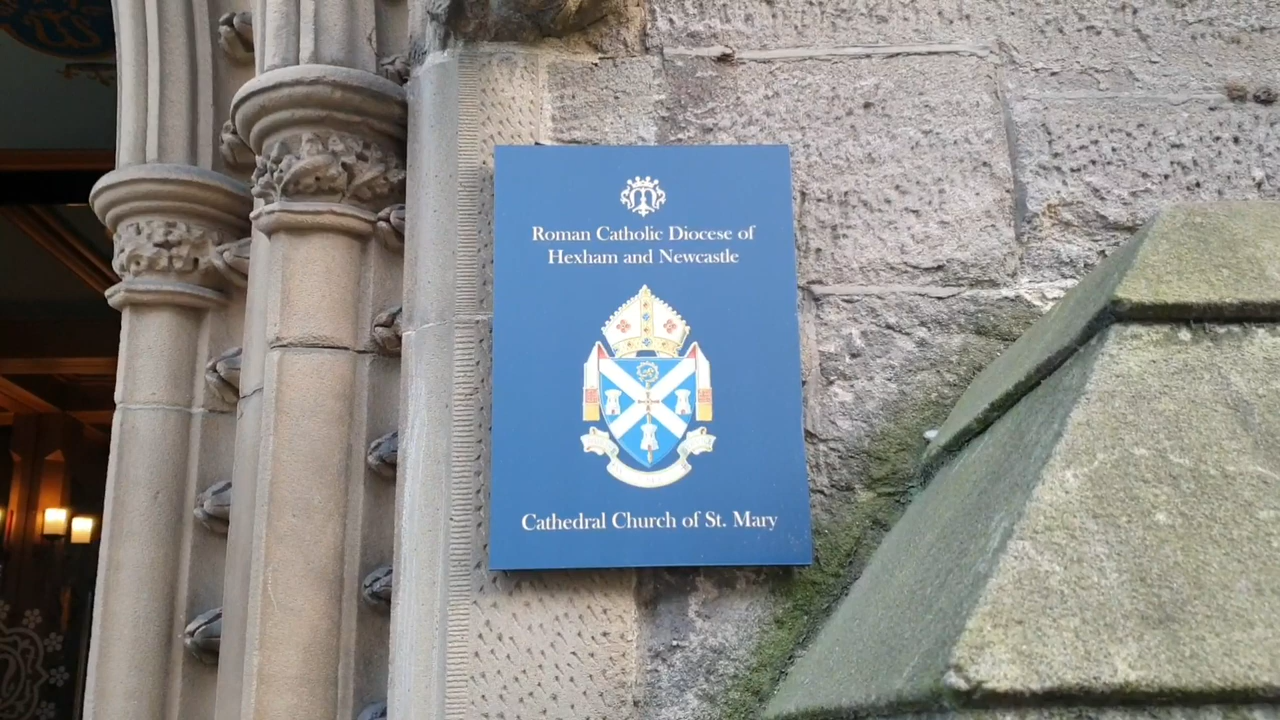 Roman Catholic Diocese of
Hexham and Newcastle
Cathedral Church of St. Mary